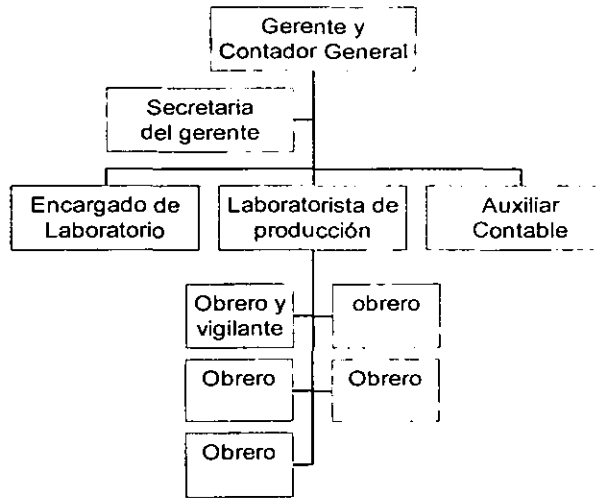 Gerente y
Contador General
Secretaria
del gerente
Encargado de
Laboratorio
Laboratorista de
producción
Auxiliar
Contable
Obrero y
vigilante
obrero
Obrero
Obrero
Obrero